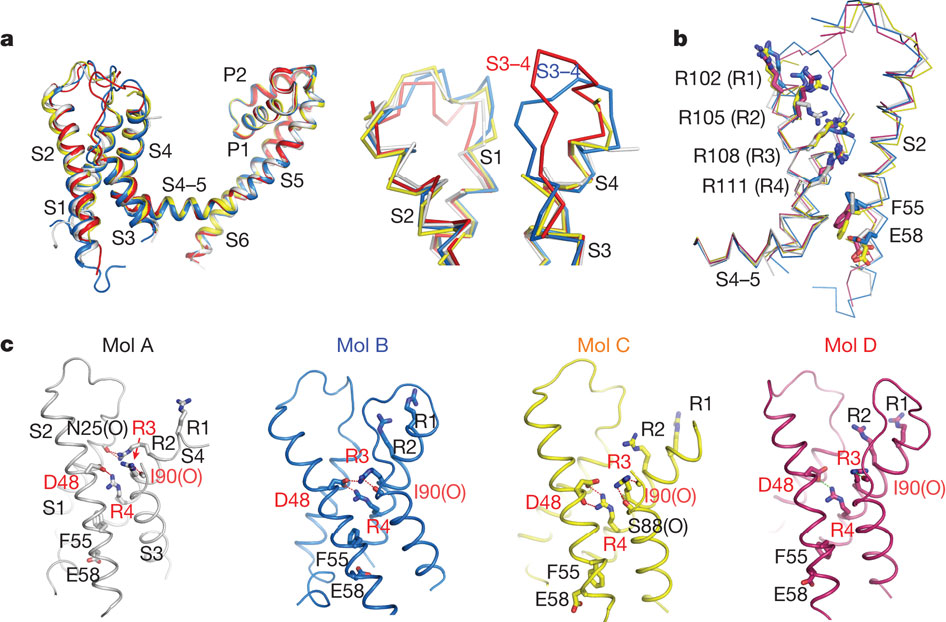 a
P2
P1
S2
S4
S4–5
S5
S1
S3
S6
S3–4
S3–4
S1
S2
S4
S3
b
R102 (R1)
R105 (R2)
R108 (R3)
R111 (R4)
S2
F55
E58
S4–5
c
Mol A
S2
N25(O)
R3
R2
R1
S4
D48
I90(O)
S1
R4
F55
S3
E58
Mol B
R1
R2
R3
D48
I90(O)
R4
F55
E58
Mol C
R1
R2
R3
D48
I90(O)
S88(O)
R4
F55
E58
Mol D
R1
R2
R3
D48
I90(O)
R4
F55
E58